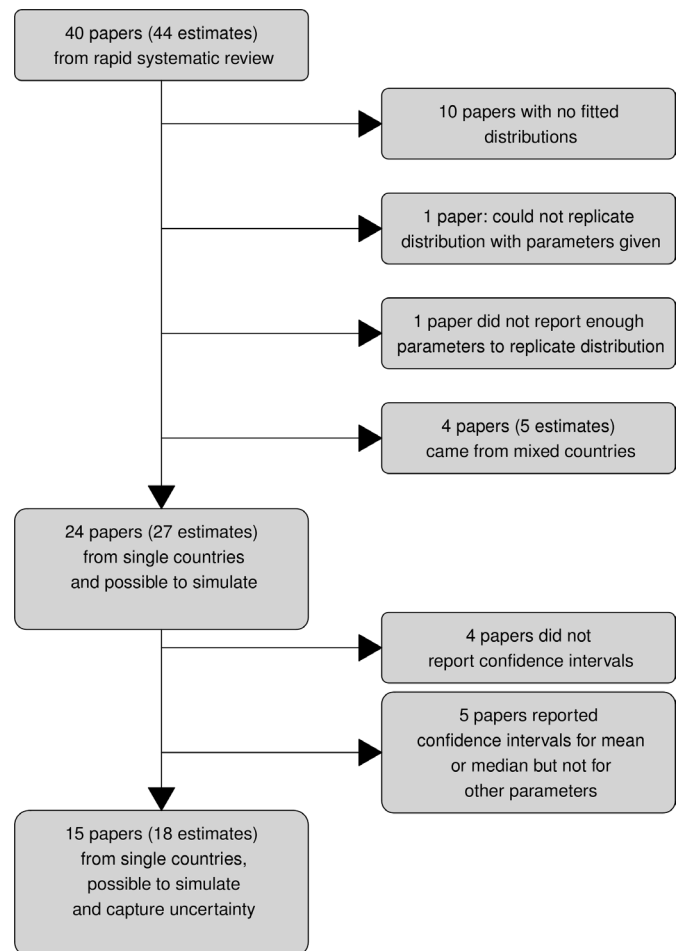 40 papers (44 estimates)
from rapid systematic review
10 papers with no fitted
distributions
1 paper: could not replicate
distribution with parameters given
1 paper did not report enough
parameters to replicate distribution
4 papers (5 estimates)
came from mixed countries
24 papers (27 estimates)
from single countries
and possible to simulate
4 papers did not
report confidence intervals
5 papers reported
confidence intervals for mean
or median but not for
other parameters
15 papers (18 estimates)
from single countries,
possible to simulate
and capture uncertainty